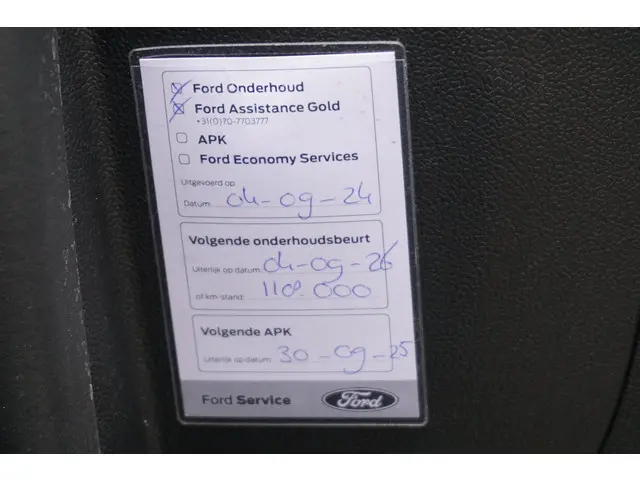 Ford Onderhoud
Ford Assistance Gold
+31(0)70-7703777
APK
Ford Economy Services
Uitgevoerd op
Datum: 04-09-24
Volgende onderhoudsbeurt
Uiterlijk op datum: 04-09-26
of km-stand: 118.000
Volgende APK
Uiterlijk op datum: 30-09-25
Ford Service Ford